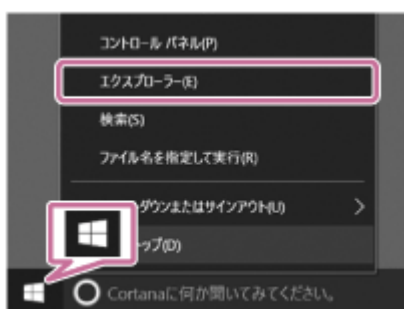 コントロール パネル(P)
エクスプローラー(E)
検索(S)
ファイル名を指定して実行(R)
ダウンまたはサインアウト(U)
ップ(D)
Cortanaに何か聞いてみてください。